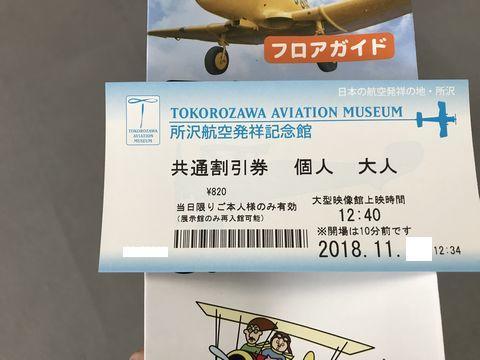 フロアガイド
日本の航空発祥の地・所沢
TOKOROZAWA AVIATION MUSEUM
TOKOROZAWA
AVIATION
MUSEUM
所沢航空発祥記念館
共通割引券 個人 大人
¥820
当日限りご本人様のみ有効
(展示館のみ再入館可能)
大型映像館上映時間
12:40
※開場は10分前です
2018.11. 12:34